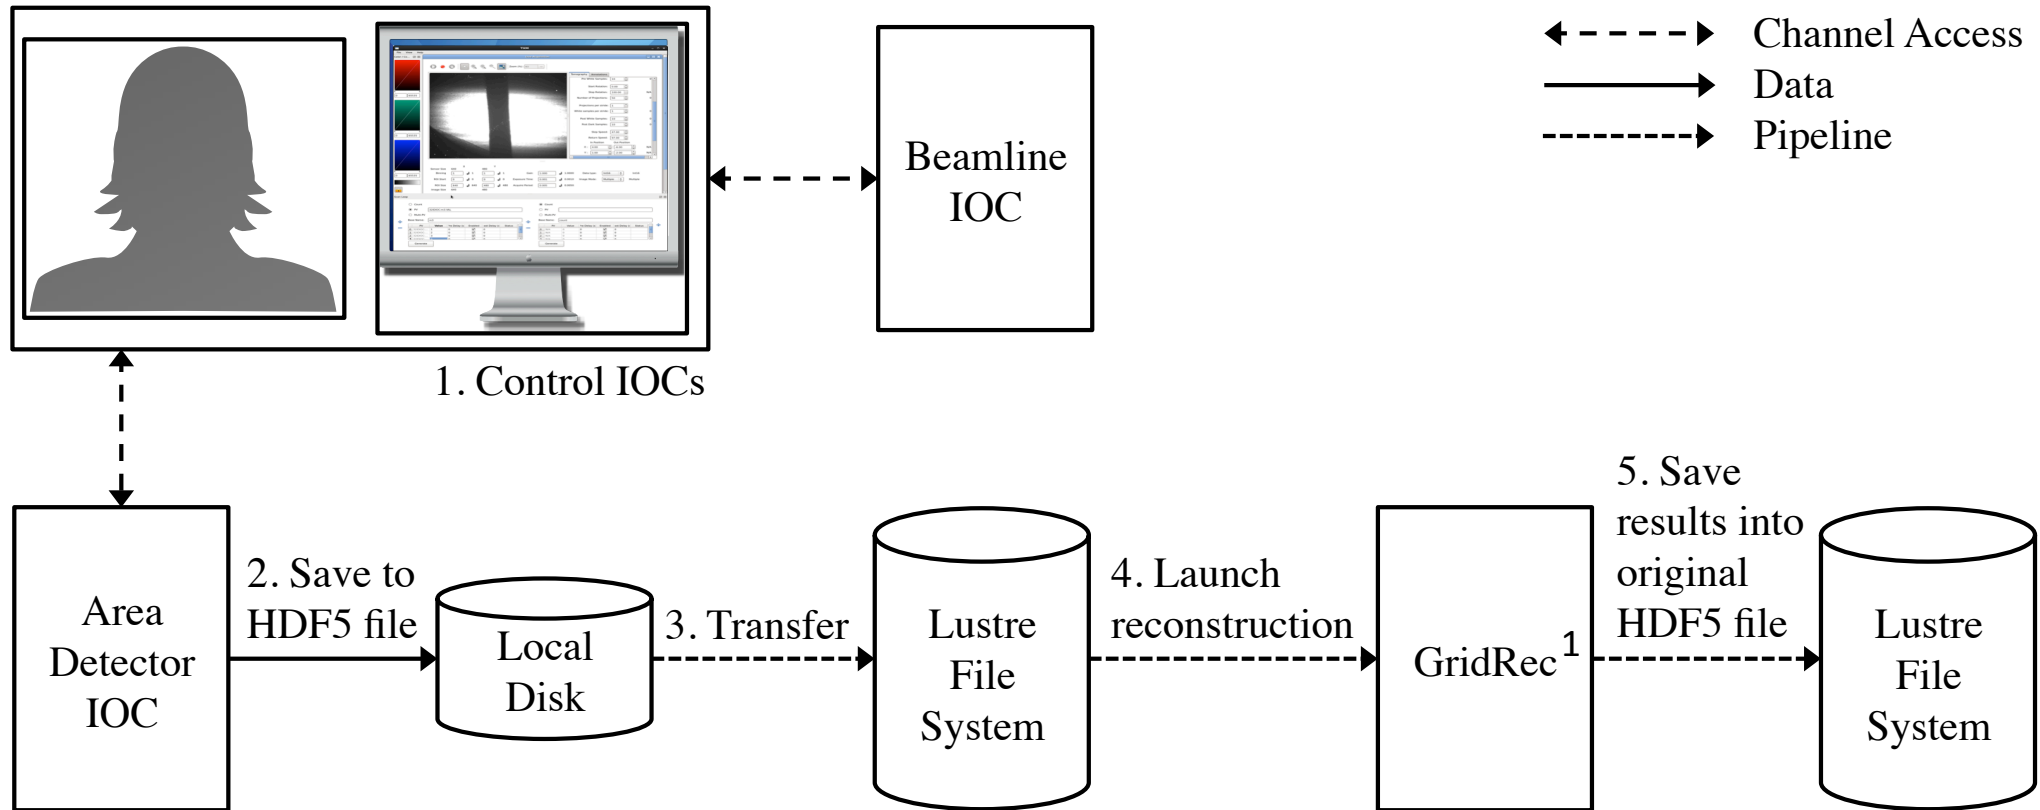 Channel Access
Data
Pipeline
Beamline
IOC
1. Control IOCs
Area
Detector
IOC
2. Save to
HDF5 file
Local
Disk
3. Transfer
Lustre
File
System
4. Launch
reconstruction
GridRec1
5. Save
results into
original
HDF5 file
Lustre
File
System